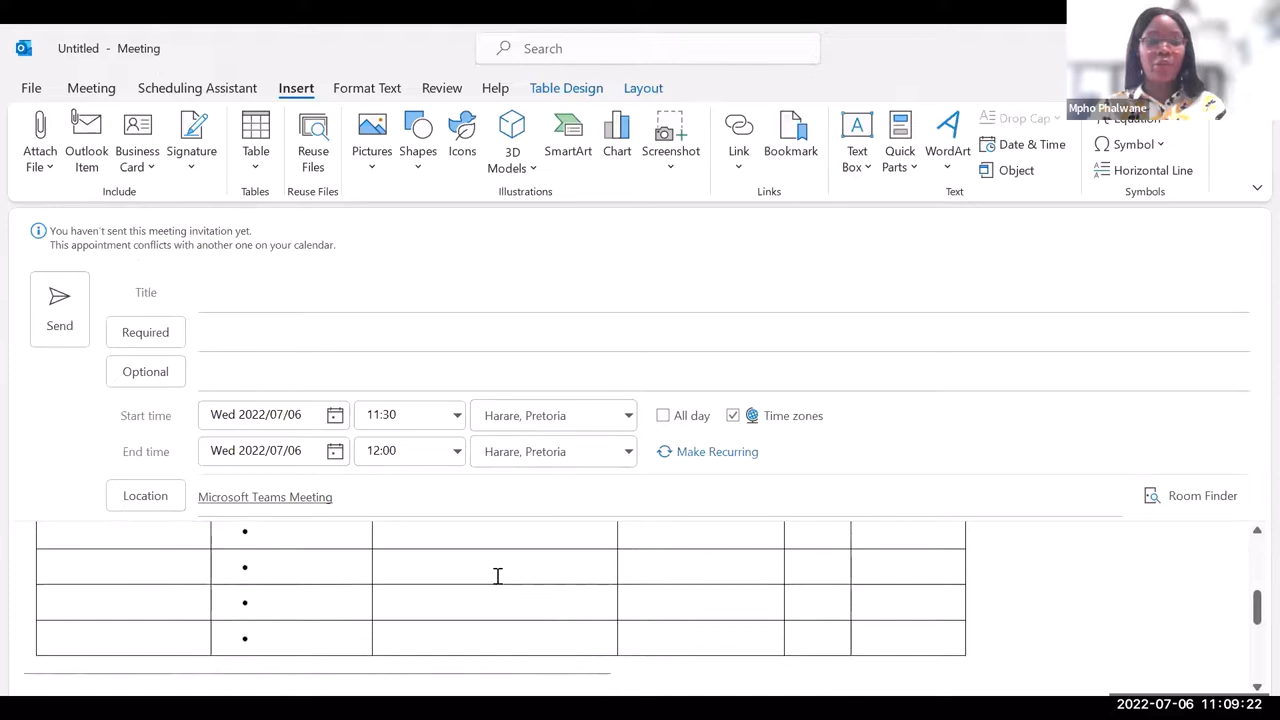 Untitled - Meeting
Search
Mpho Phalwane
File Meeting Scheduling Assistant Insert Format Text Review Help Table Design Layout
Attach File
Outlook Item
Business Card
Signature
Table
Reuse Files
Pictures
Shapes
Icons
3D Models
SmartArt
Chart
Screenshot
Link
Bookmark
Text Box
Quick Parts
WordArt
Drop Cap
Date & Time
Object
Equation
Symbol
Horizontal Line
Include Tables Reuse Files Illustrations Links Text Symbols
You haven't sent this meeting invitation yet.
This appointment conflicts with another one on your calendar.
Send
Title
Required
Optional
Start time Wed 2022/07/06 11:30 Harare, Pretoria All day Time zones
End time Wed 2022/07/06 12:00 Harare, Pretoria Make Recurring
Location Microsoft Teams Meeting Room Finder
2022-07-06 11:09:22